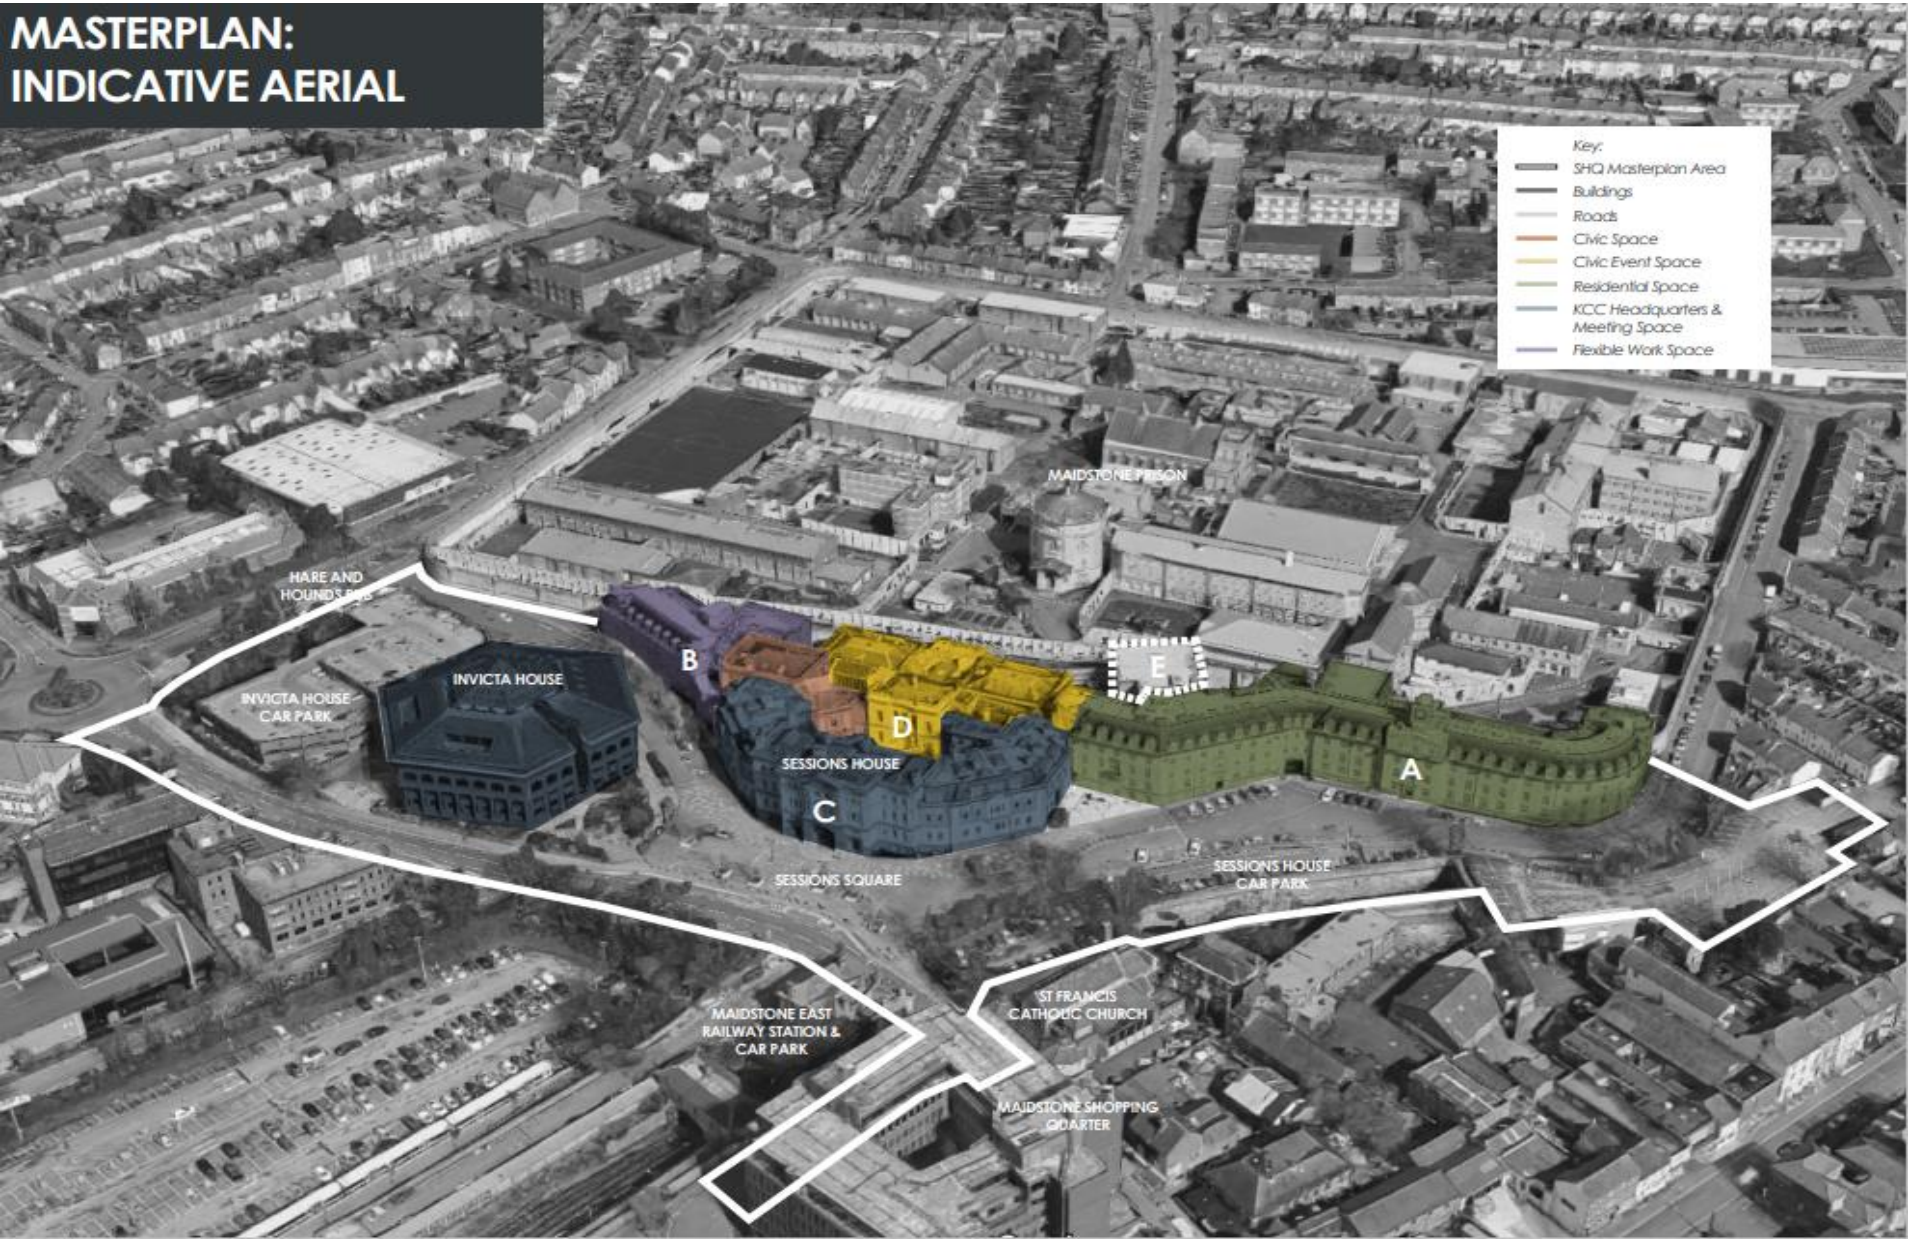 MASTERPLAN:
INDICATIVE AERIAL
Key:
SHQ Masterplan Area
Buildings
Roads
Civic Space
Civic Event Space
Residential Space
KCC Headquarters &
Meeting Space
Flexible Work Space
MAIDSTONE PRISON
HARE AND
HOUNDS PUB
INVICTA HOUSE
CAR PARK
INVICTA HOUSE
B
E
D
A
SESSIONS HOUSE
C
SESSIONS SQUARE
SESSIONS HOUSE
CAR PARK
MAIDSTONE EAST
RAILWAY STATION &
CAR PARK
ST FRANCIS
CATHOLIC CHURCH
MAIDSTONE SHOPPING
QUARTER